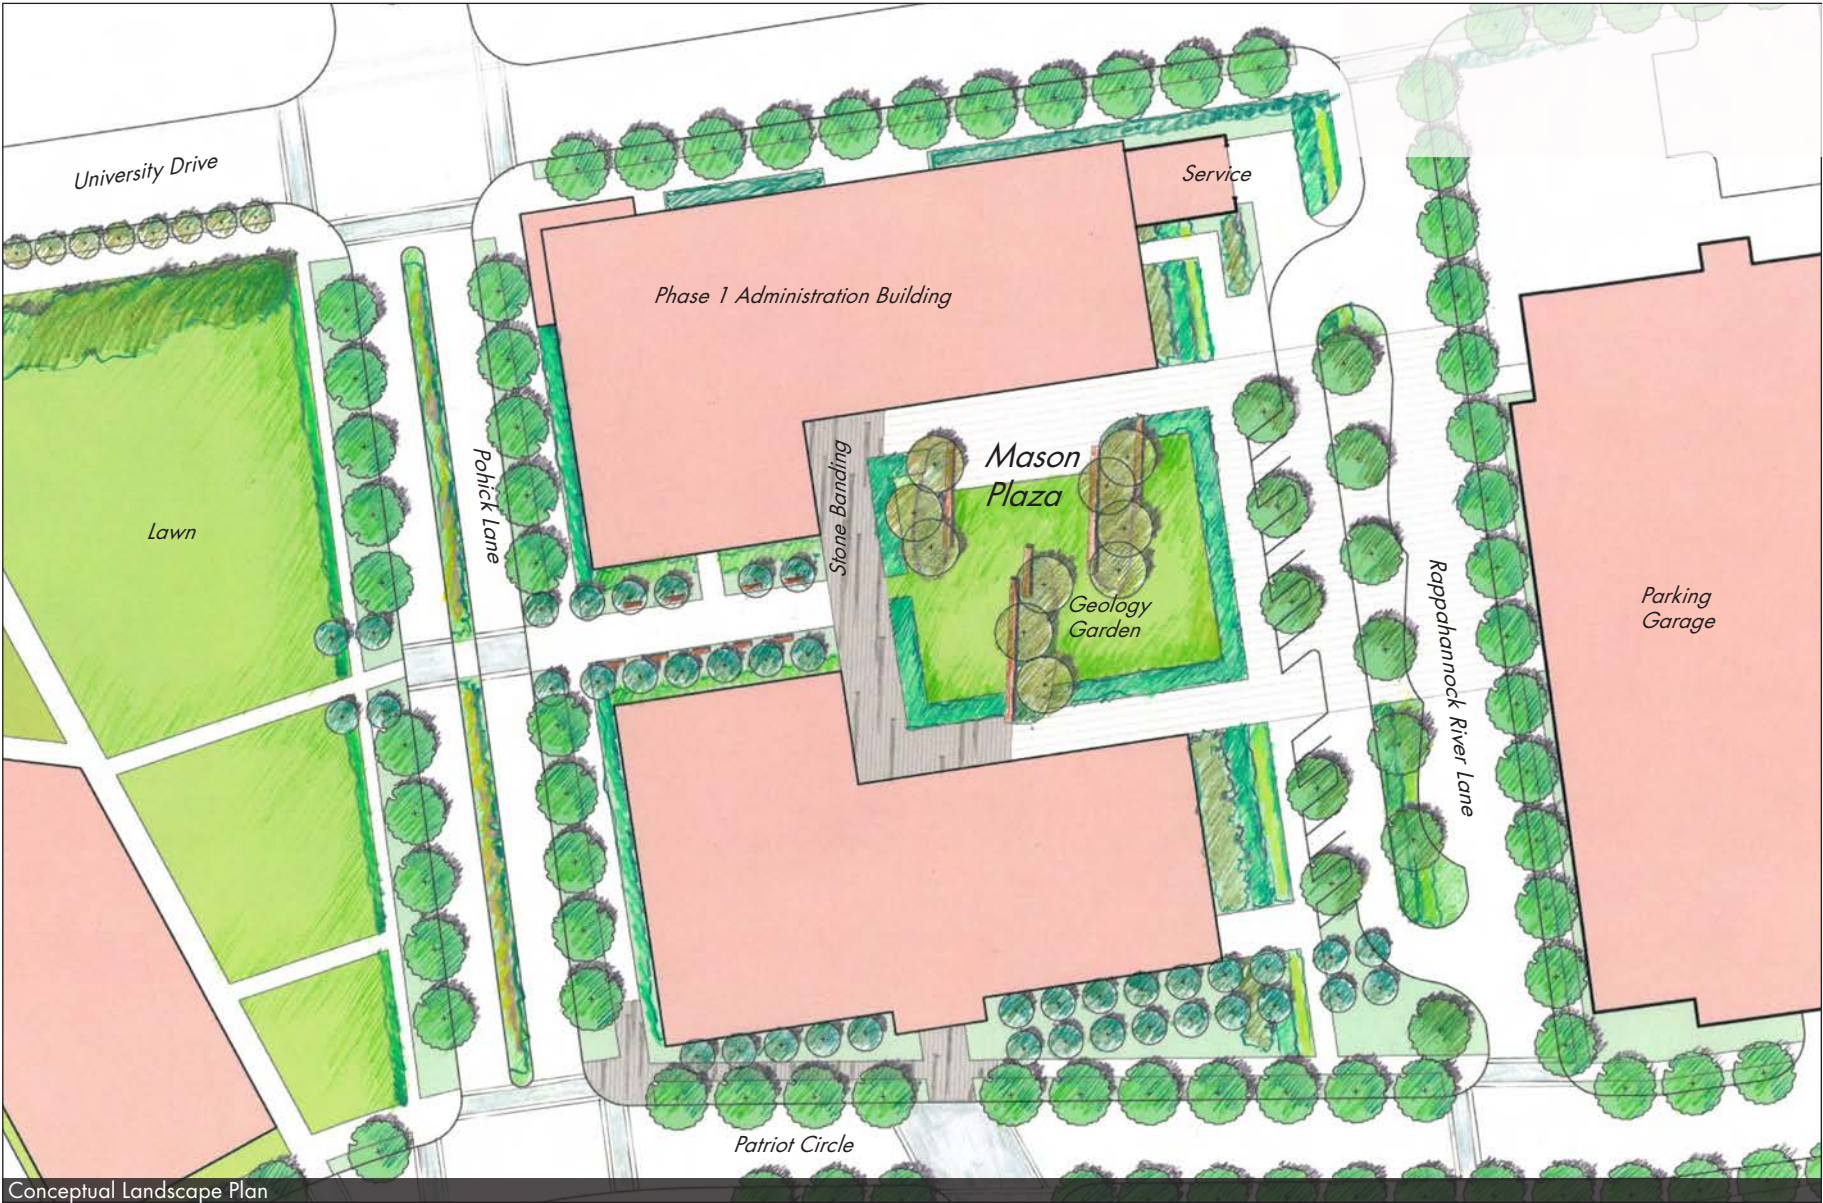 University Drive
Service
Phase 1 Administration Building
Mason
Plaza
Stone Banding
Pohick Lane
Lawn
Geology
Garden
Rappahannock River Lane
Parking
Garage
Patriot Circle
Conceptual Landscape Plan